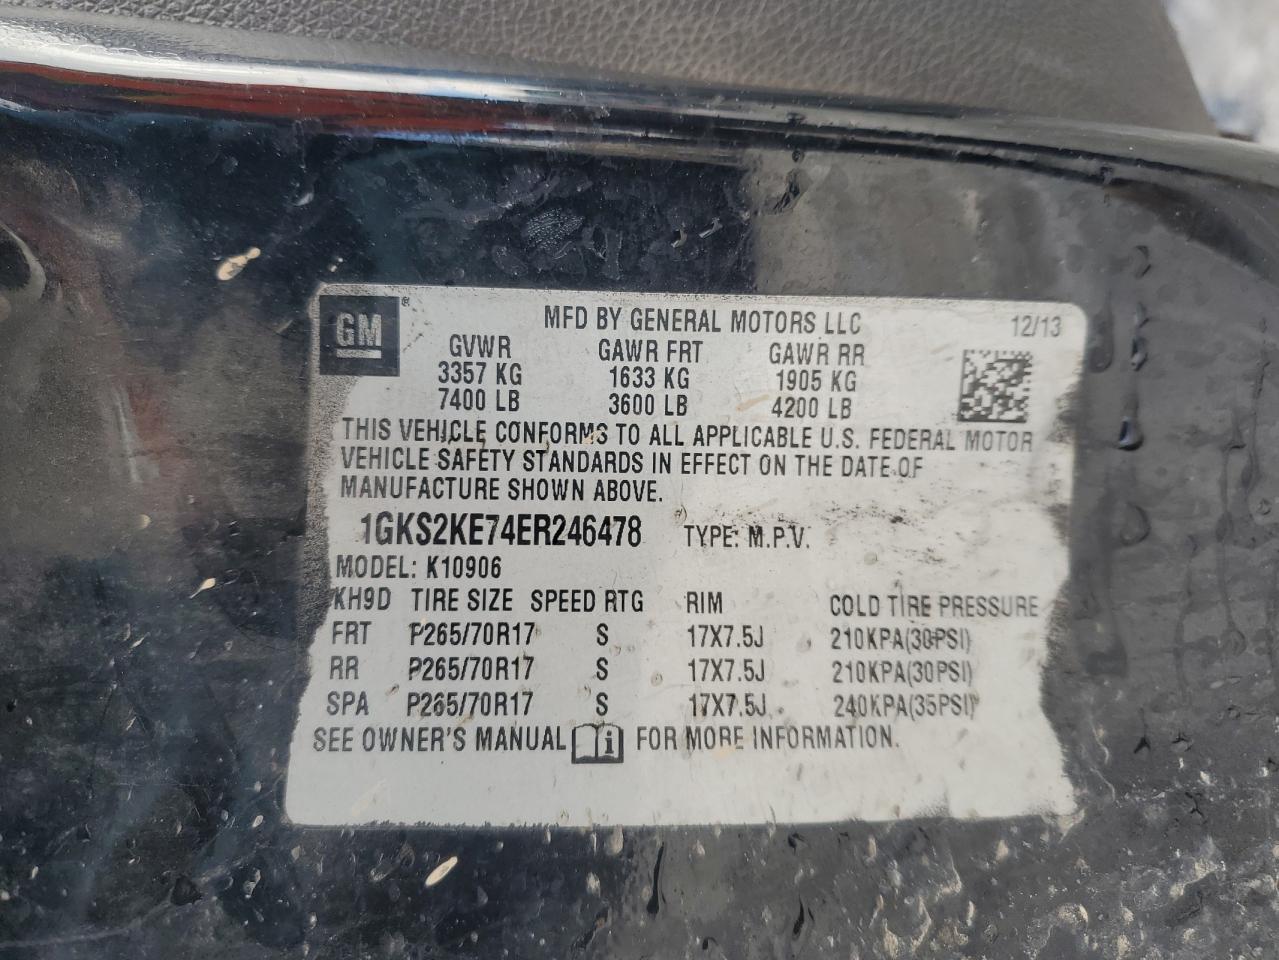 GM®
MFD BY GENERAL MOTORS LLC 12/13
GVWR GAWR FRT GAWR RR
3357 KG 1633 KG 1905 KG
7400 LB 3600 LB 4200 LB
THIS VEHICLE CONFORMS TO ALL APPLICABLE U.S. FEDERAL MOTOR
VEHICLE SAFETY STANDARDS IN EFFECT ON THE DATE OF
MANUFACTURE SHOWN ABOVE.
1GKS2KE74ER246478 TYPE: M.P.V.
MODEL: K10906
KH9D TIRE SIZE SPEED RTG RIM COLD TIRE PRESSURE
FRT P265/70R17 S 17X7.5J 210KPA(30PSI)
RR P265/70R17 S 17X7.5J 210KPA(30PSI)
SPA P265/70R17 S 17X7.5J 240KPA(35PSI)
SEE OWNER'S MANUAL i FOR MORE INFORMATION.